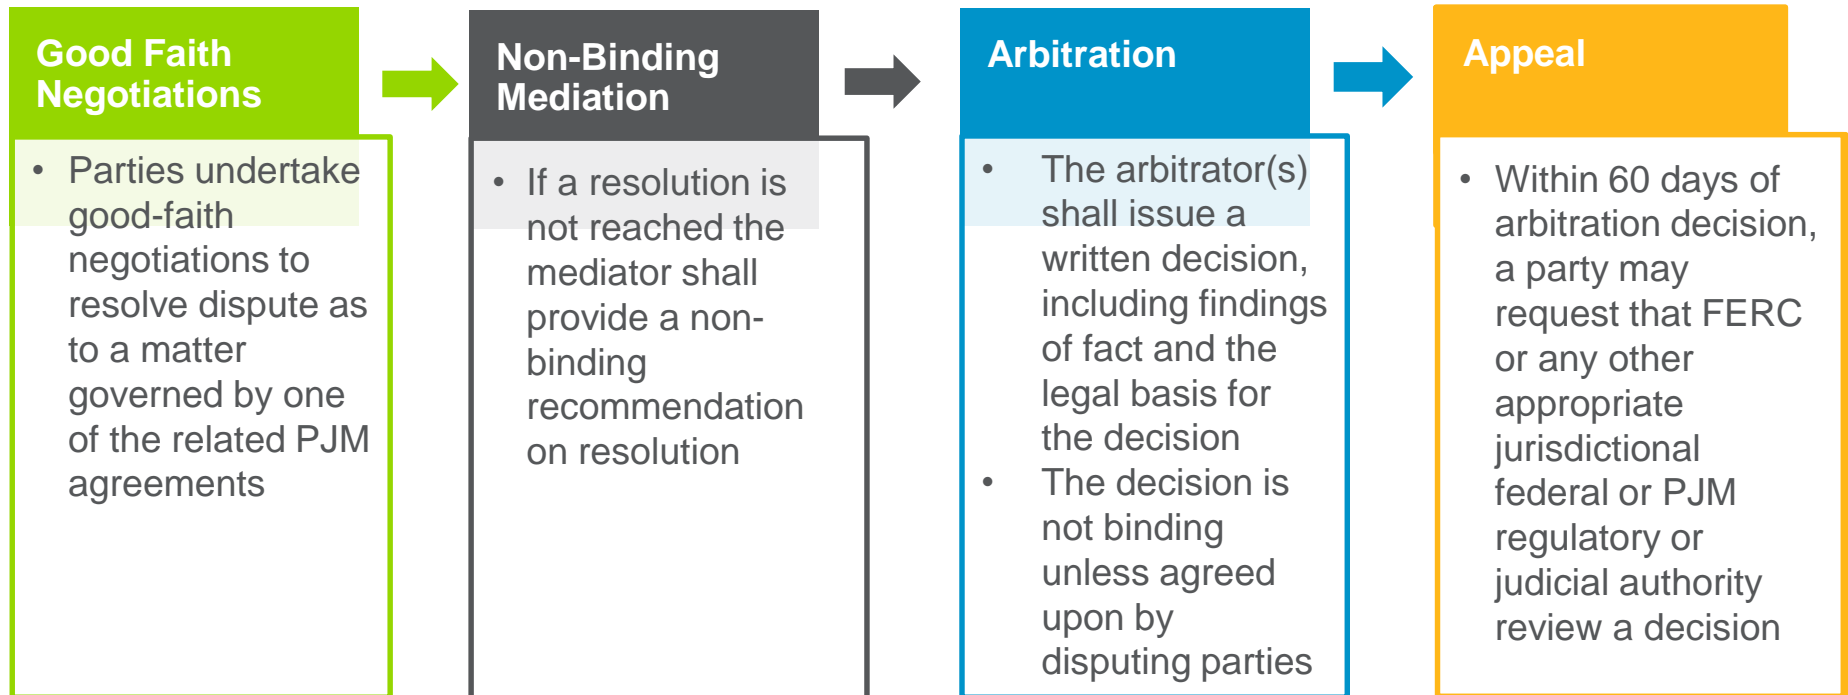 Good Faith
Negotiations
• Parties undertake
good-faith
negotiations to
resolve dispute as
to a matter
governed by one
of the related PJM
agreements
Non-Binding
Mediation
• If a resolution is
not reached the
mediator shall
provide a non-
binding
recommendation
on resolution
Arbitration
• The arbitrator(s)
shall issue a
written decision,
including findings
of fact and the
legal basis for
the decision
• The decision is
not binding
unless agreed
upon by
disputing parties
Appeal
• Within 60 days of
arbitration decision,
a party may
request that FERC
or any other
appropriate
jurisdictional
federal or PJM
regulatory or
judicial authority
review a decision